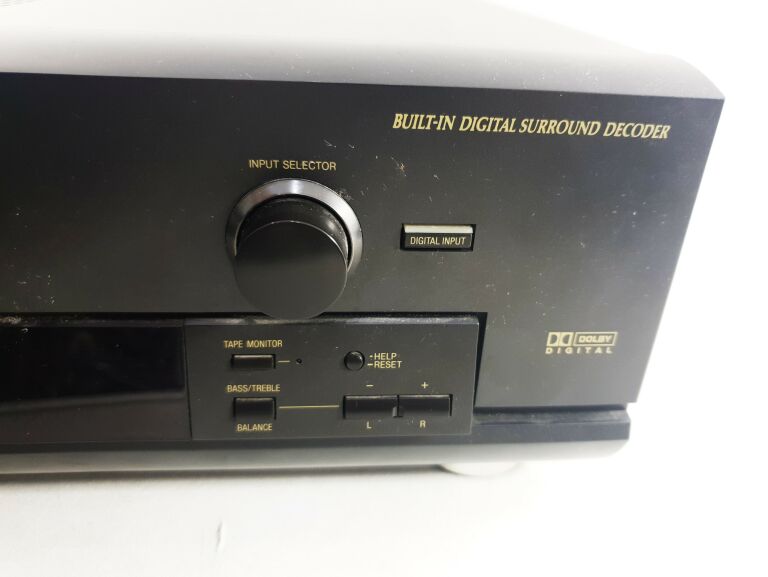 BUILT-IN DIGITAL SURROUND DECODER
INPUT SELECTOR
DIGITAL INPUT
DOLBY
DIGITAL
TAPE MONITOR
-HELP
-RESET
BASS/TREBLE
- +
BALANCE
L R